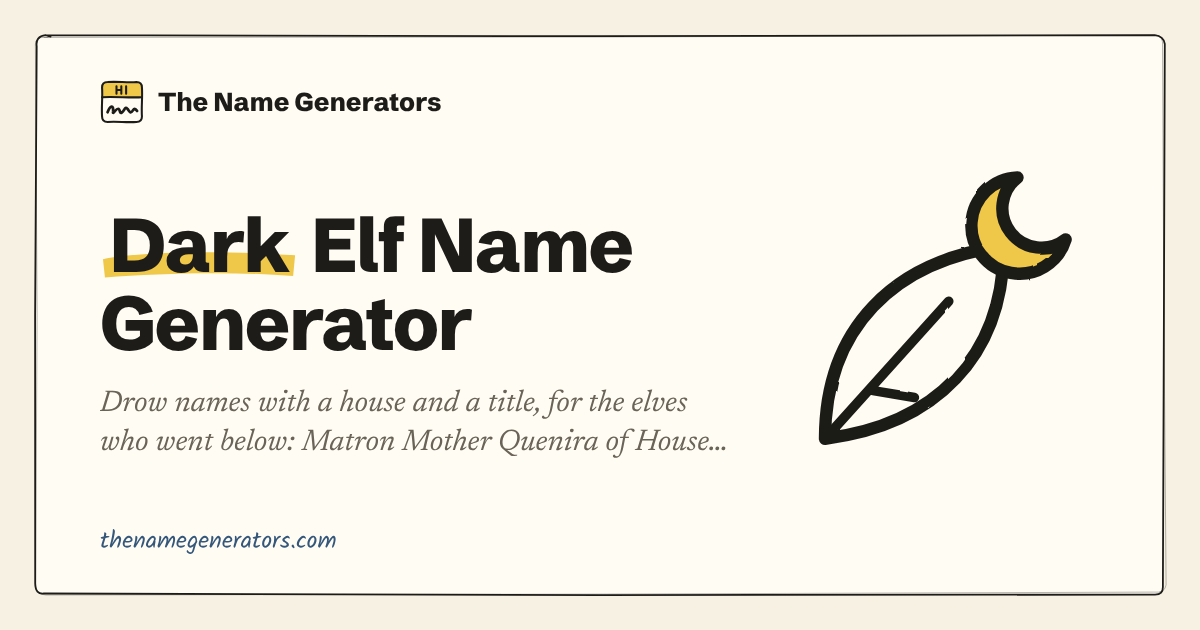 HI
The Name Generators
Dark Elf Name
Generator
Drow names with a house and a title, for the elves
who went below: Matron Mother Quenira of House...
thenamegenerators.com